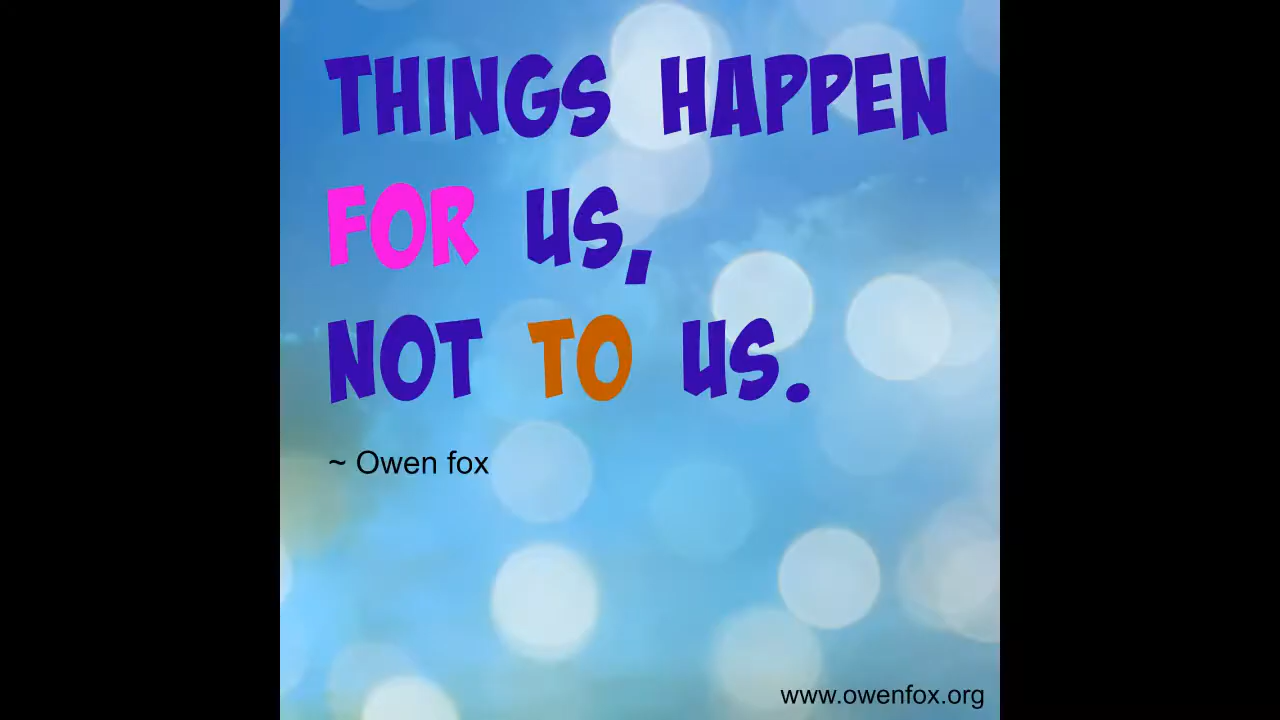 THINGS HAPPEN
FOR US,
NOT TO US.
~ Owen fox
www.owenfox.org